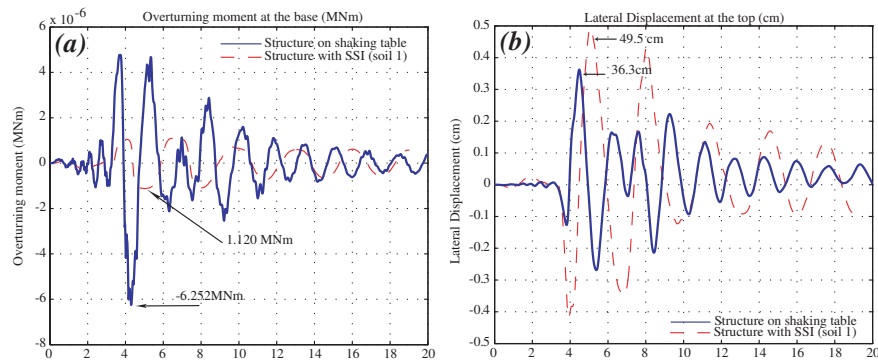 Overturning moment at the base (MNm)
x 10⁻⁶
(a)
Structure on shaking table
Structure with SSI (soil 1)
Overturning moment (MNm)
6
4
2
0
-2
-4
-6
-8
1.120 MNm
-6.252MNm
0 2 4 6 8 10 12 14 16 18 20
Lateral Displacement at the top (cm)
(b)
49.5 cm
36.3cm
Lateral Displacement (cm)
0.5
0.4
0.3
0.2
0.1
0
-0.1
-0.2
-0.3
-0.4
-0.5
Structure on shaking table
Structure with SSI (soil 1)
0 2 4 6 8 10 12 14 16 18 20